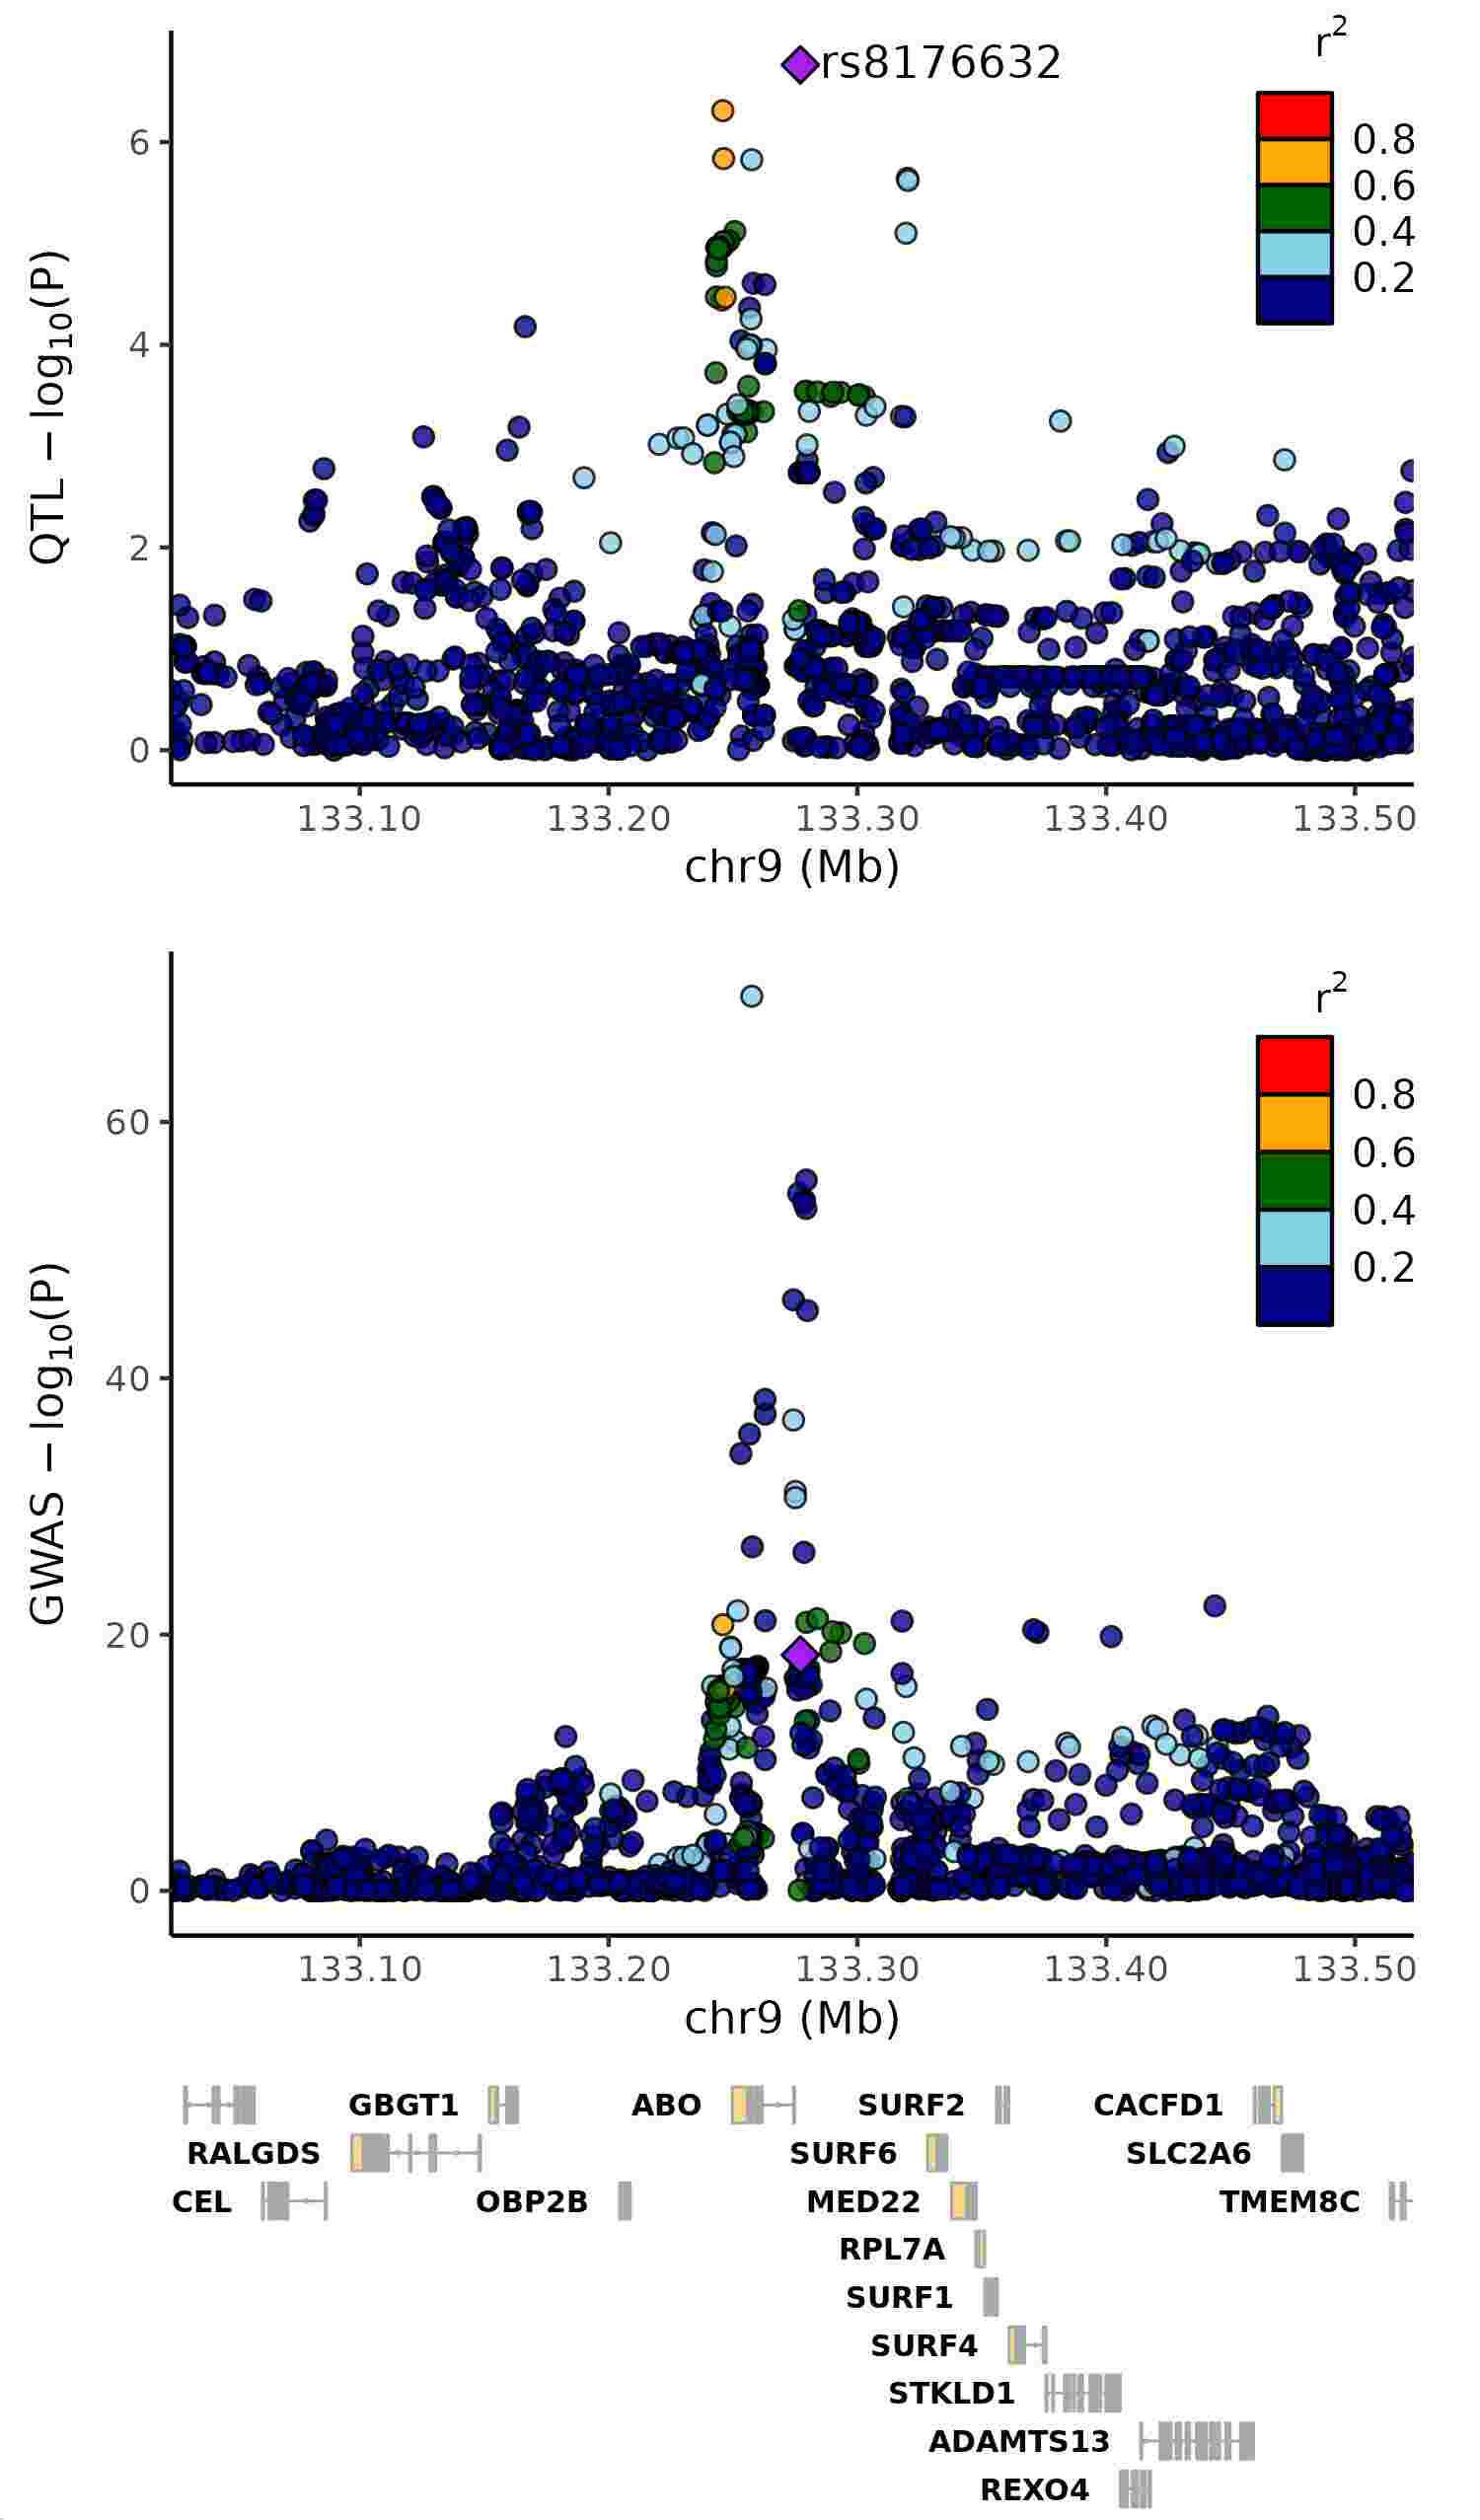 r2
rs8176632
0.8
0.6
0.4
0.2
6
4
2
0
QTL −log10(P)
133.10 133.20 133.30 133.40 133.50
chr9 (Mb)
r2
0.8
0.6
0.4
0.2
60
40
20
0
GWAS −log10(P)
133.10 133.20 133.30 133.40 133.50
chr9 (Mb)
GBGT1 ABO SURF2 CACFD1
RALGDS SURF6 SLC2A6
CEL OBP2B MED22 TMEM8C
RPL7A
SURF1
SURF4
STKLD1
ADAMTS13
REXO4